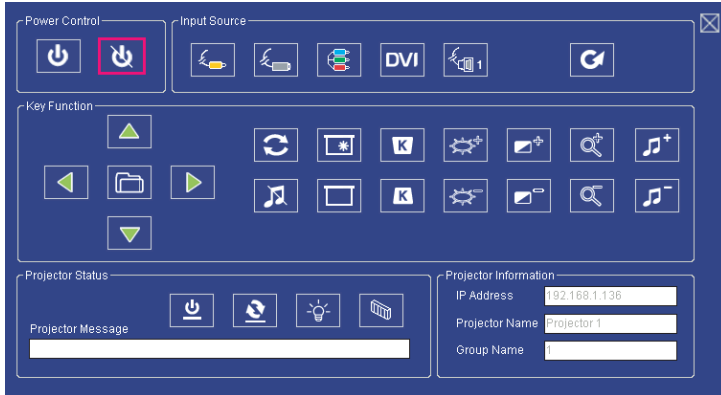 Power Control
Input Source
DVI
1
Key Function
K
K
Projector Status
Projector Message
Projector Information
IP Address 192.168.1.136
Projector Name Projector 1
Group Name 1